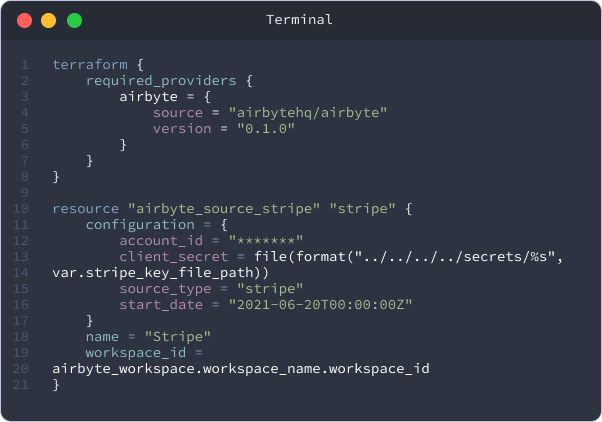 Terminal
1 terraform {
2 required_providers {
3 airbyte = {
4 source = "airbytehq/airbyte"
5 version = "0.1.0"
6 }
7 }
8 }
9
10 resource "airbyte_source_stripe" "stripe" {
11 configuration = {
12 account_id = "*******"
13 client_secret = file(format("../../../../secrets/%s",
14 var.stripe_key_file_path))
15 source_type = "stripe"
16 start_date = "2021-06-20T00:00:00Z"
17 }
18 name = "Stripe"
19 workspace_id =
20 airbyte_workspace.workspace_name.workspace_id
21 }